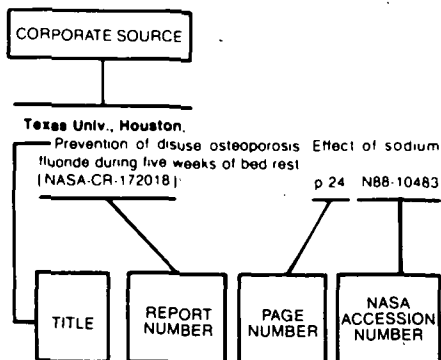 CORPORATE SOURCE
Texas Univ., Houston.
Prevention of disuse osteoporosis Effect of sodium
fluonde during five weeks of bed rest
[NASA-CR-172018] p 24 N88-10483
TITLE
REPORT
NUMBER
PAGE
NUMBER
NASA
ACCESSION
NUMBER